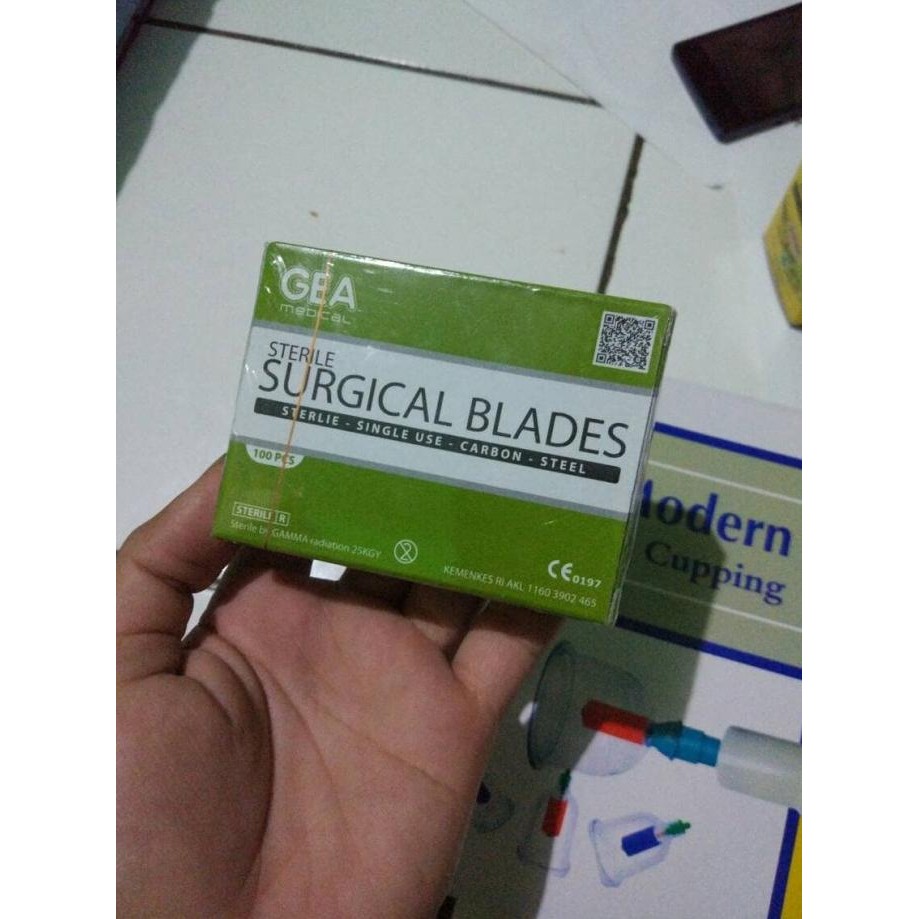 GEA
medical
STERILE
SURGICAL BLADES
STERLIE - SINGLE USE - CARBON - STEEL
100 PCS
STERILE R
Sterile by GAMMA radiation 25KGY
2
CE 0197
KEMENKES RI AKL 1160 3902 465
Modern
Cupping